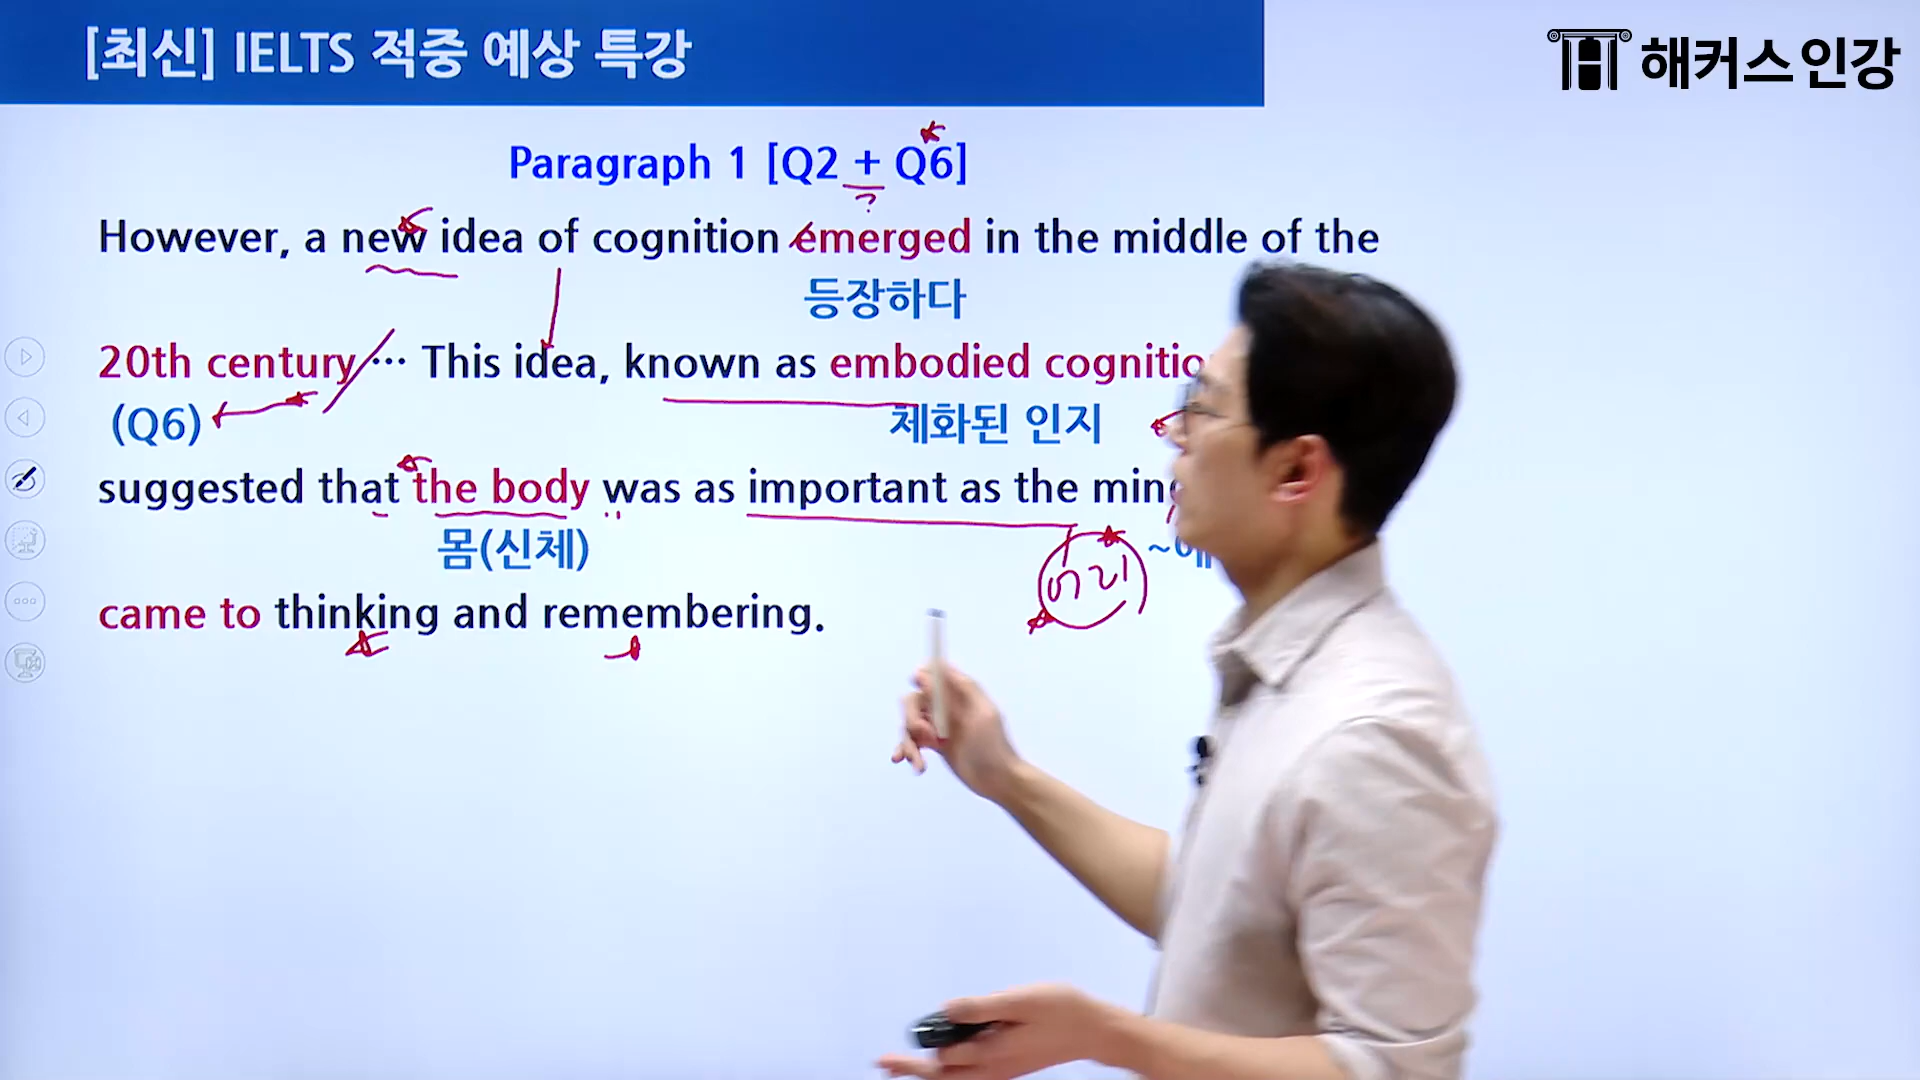 [최신] IELTS 적중 예상 특강
해커스인강
Paragraph 1 [Q2 + Q6]
?
However, a new idea of cognition emerged in the middle of the
등장하다
20th century ··· This idea, known as embodied cognitio
(Q6)
체화된 인지
suggested that the body was as important as the min
몸(신체)
머리
came to thinking and remembering.